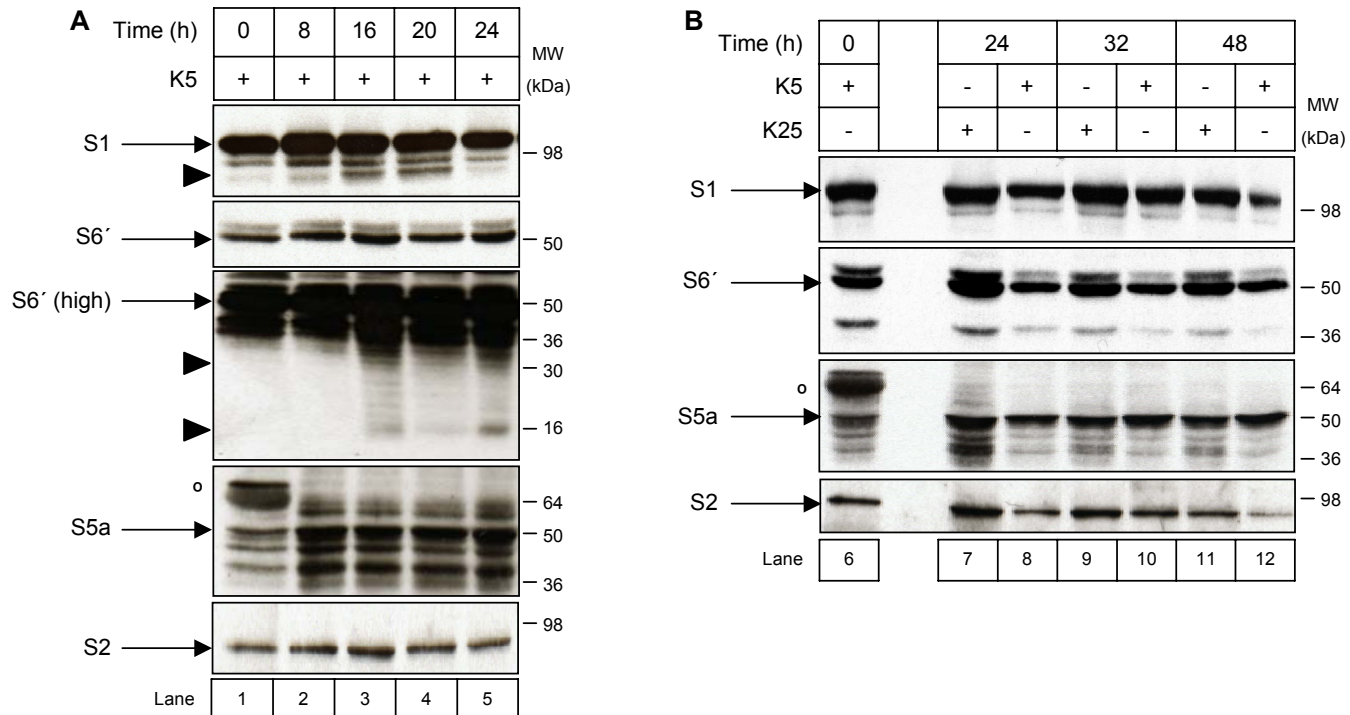 A
Time (h) 0 8 16 20 24
MW
K5 + + + + +
(kDa)
S1
98
S6´
50
S6´ (high)
50
36
30
16
o
64
S5a
50
36
98
S2
Lane 1 2 3 4 5
B
Time (h) 0 24 32 48
K5 + - + - + - +
MW
K25 - + - + - + -
(kDa)
S1
98
S6´
50
36
o
64
S5a
50
36
S2
98
Lane 6 7 8 9 10 11 12